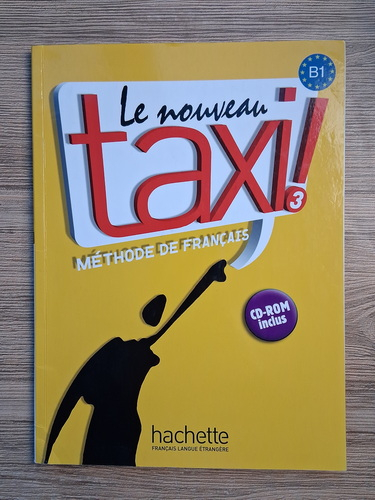 B1
Le nouveau
taxi!
3
MÉTHODE DE FRANÇAIS
CD-ROM
inclus
hachette
FRANÇAIS LANGUE ÉTRANGÈRE